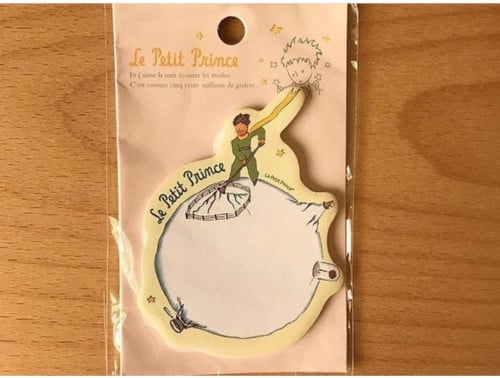 Le Petit Prince
Et j'aime la nuit écouter les étoiles.
C'est comme cinq cents millions de grelots...
Le Petit Prince
Le Petit Prince